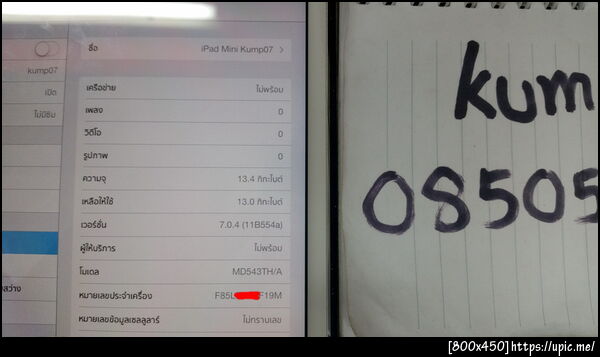 kump07
เปิด
ไม่มีซิม
สว่าง
ชื่อ iPad Mini Kump07 >
เครือข่าย ไม่พร้อม
เพลง 0
วิดีโอ 0
รูปภาพ 0
ความจุ 13.4 กิกะไบต์
เหลือให้ใช้ 13.0 กิกะไบต์
เวอร์ชั่น 7.0.4 (11B554a)
ผู้ให้บริการ ไม่พร้อม
โมเดล MD543TH/A
หมายเลขประจำเครื่อง F85L F19M
หมายเลขข้อมูลเซลลูลาร์ ไม่ทราบเลข
kum
08505
[800x450] https://upic.me/